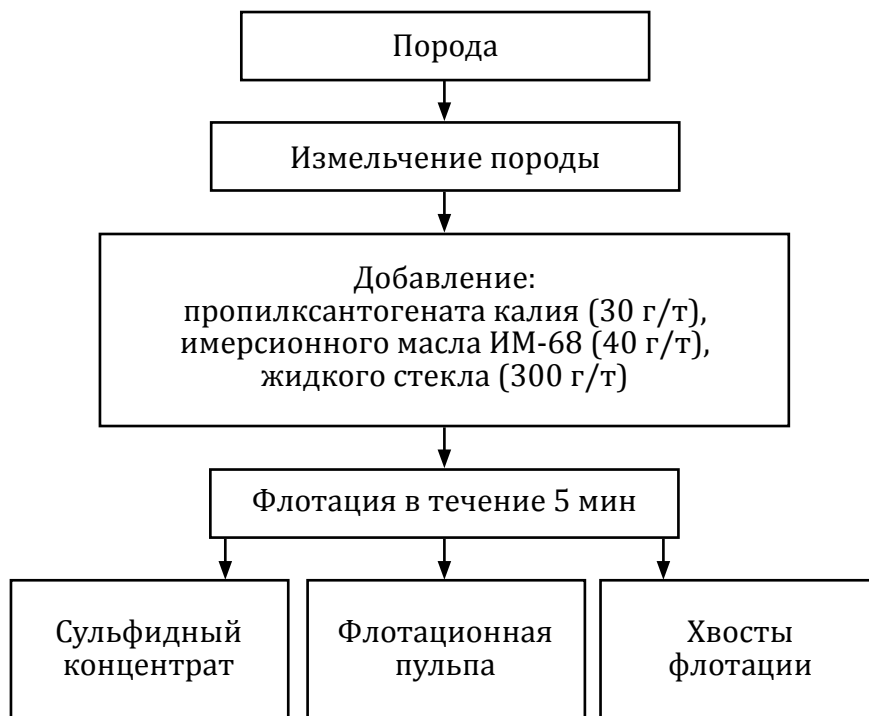 Порода
Измельчение породы
Добавление:
пропилксантогената калия (30 г/т),
имерсионного масла ИМ-68 (40 г/т),
жидкого стекла (300 г/т)
Флотация в течение 5 мин
Сульфидный
концентрат
Флотационная
пульпа
Хвосты
флотации